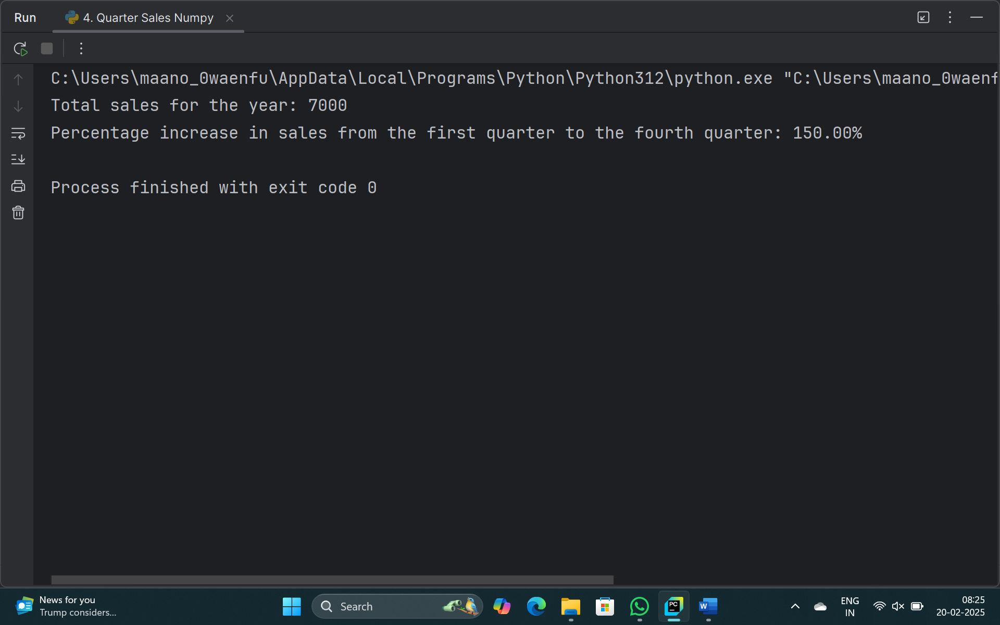 Run 4. Quarter Sales Numpy
C:\Users\maano_0waenfu\AppData\Local\Programs\Python\Python312\python.exe "C:\Users\maano_0waenf
Total sales for the year: 7000
Percentage increase in sales from the first quarter to the fourth quarter: 150.00%
Process finished with exit code 0
News for you
Trump considers...
Search
PC
W
ENG
IN
08:25
20-02-2025